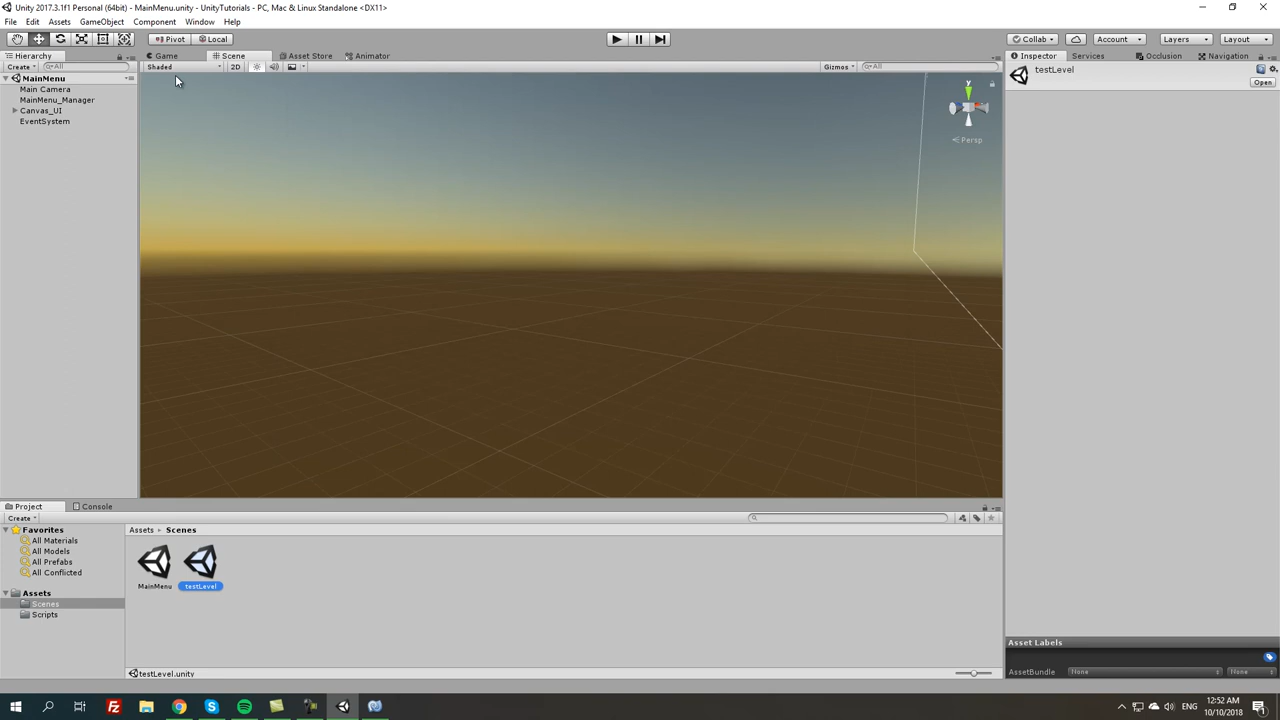 Unity 2017.3.1f1 Personal (64bit) - MainMenu.unity - UnityTutorials - PC, Mac & Linux Standalone <DX11>
File Edit Assets GameObject Component Window Help
Pivot Local Collab Account Layers Layout
Hierarchy Game Scene Asset Store Animator Inspector Services Occlusion Navigation
Create All Shaded 2D Gizmos All testLevel
Open
MainMenu
Main Camera
MainMenu_Manager
Canvas_UI
EventSystem
y
Persp
Project Console
Create
Favorites
All Materials
All Models
All Prefabs
All Conflicted
Assets
Scenes
Scripts
Assets Scenes
MainMenu testLevel
testLevel.unity
Asset Labels
AssetBundle None None
ENG
12:52 AM
10/10/2018
1